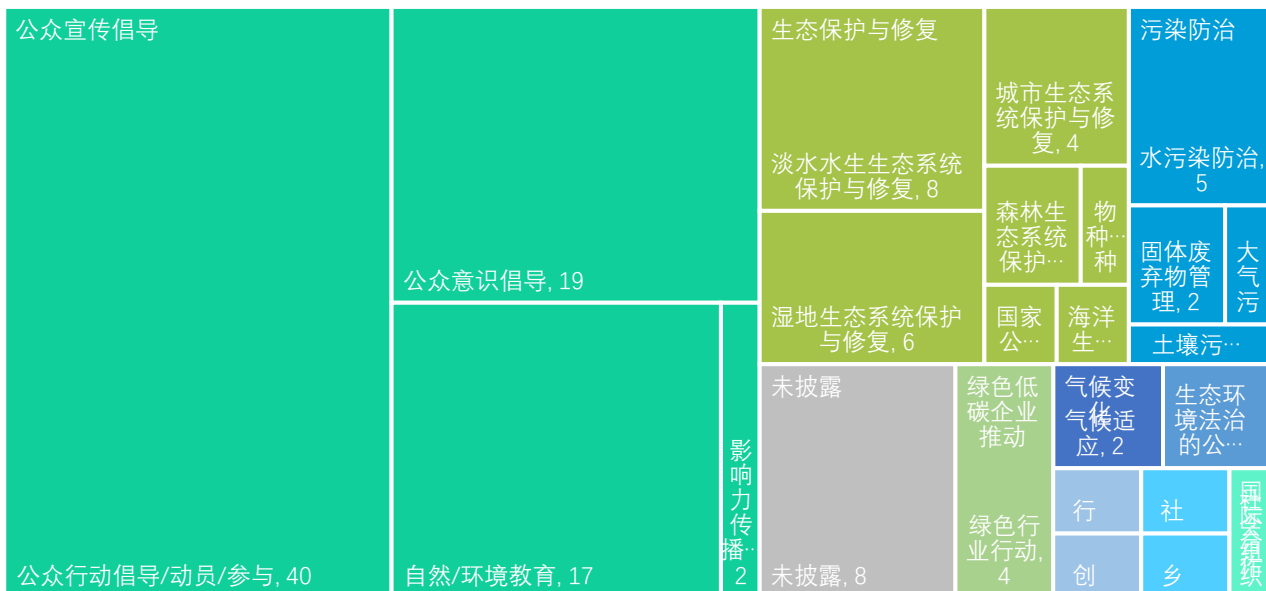 公众宣传倡导
公众行动倡导/动员/参与, 40
公众意识倡导, 19
自然/环境教育, 17
影响力传播…
2
生态保护与修复
淡水水生生态系统
保护与修复, 8
湿地生态系统保护
与修复, 6
城市生态系
统保护与修
复, 4
森林生
态系统
保护…
物
种…
种
国家
公…
海洋
生…
污染防治
水污染防治,
5
固体废
弃物管
理, 2
大
气
污
土壤污…
未披露
未披露, 8
绿色低
碳企业
推动
绿色行
业行动,
4
气候变
化
气候适
应, 2
生态环
境法治
的公…
行
创
社
乡